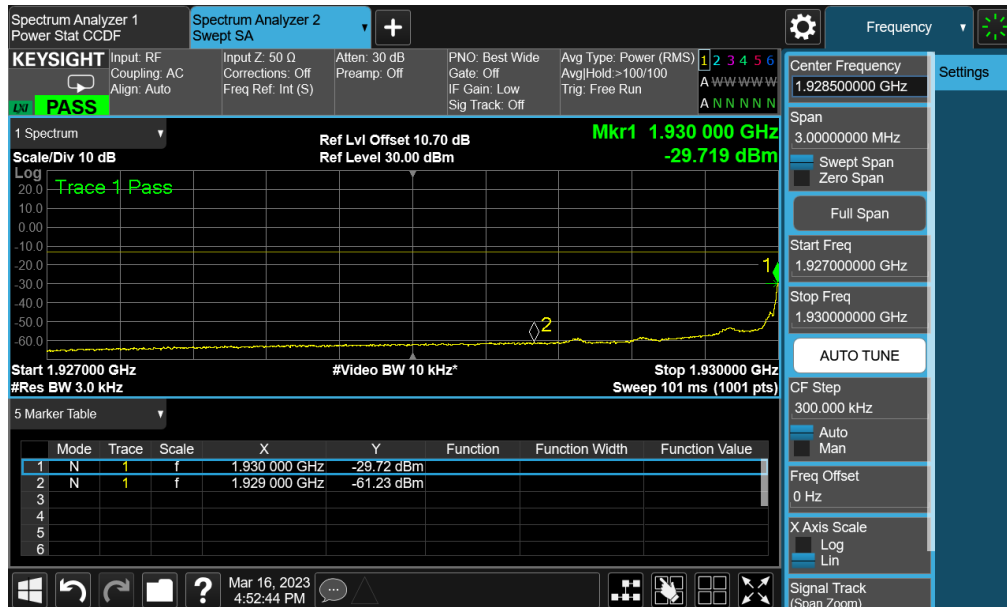 Spectrum Analyzer 1
Power Stat CCDF
Spectrum Analyzer 2
Swept SA
Frequency
KEYSIGHT
LXI
PASS
Input: RF
Coupling: AC
Align: Auto
Input Z: 50 Ω
Corrections: Off
Freq Ref: Int (S)
Atten: 30 dB
Preamp: Off
PNO: Best Wide
Gate: Off
IF Gain: Low
Sig Track: Off
Avg Type: Power (RMS)
Avg|Hold:>100/100
Trig: Free Run
1 2 3 4 5 6
A W W W W W
A N N N N N
1 Spectrum
Scale/Div 10 dB
Ref Lvl Offset 10.70 dB
Ref Level 30.00 dBm
Mkr1 1.930 000 GHz
-29.719 dBm
Log
Trace 1 Pass
20.0
10.0
0.00
-10.0
-20.0
-30.0
-40.0
-50.0
-60.0
1
2
Start 1.927000 GHz
#Res BW 3.0 kHz
#Video BW 10 kHz*
Stop 1.930000 GHz
Sweep 101 ms (1001 pts)
5 Marker Table
Mode Trace Scale X Y Function Function Width Function Value
1 N 1 f 1.930 000 GHz -29.72 dBm
2 N 1 f 1.929 000 GHz -61.23 dBm
3
4
5
6
Mar 16, 2023
4:52:44 PM
Center Frequency
1.928500000 GHz
Settings
Span
3.00000000 MHz
Swept Span
Zero Span
Full Span
Start Freq
1.927000000 GHz
Stop Freq
1.930000000 GHz
AUTO TUNE
CF Step
300.000 kHz
Auto
Man
Freq Offset
0 Hz
X Axis Scale
Log
Lin
Signal Track
(Span Zoom)